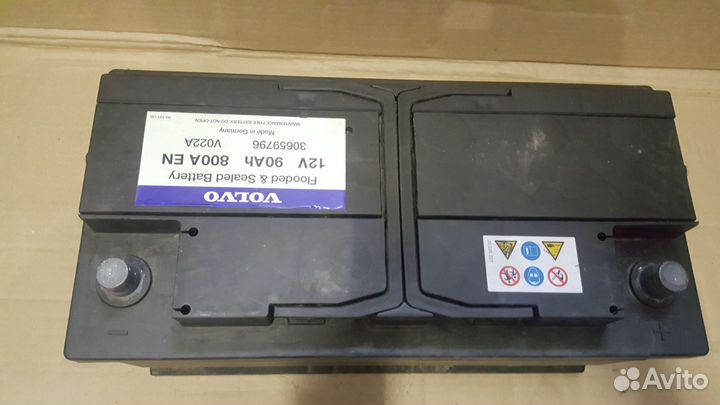 VOLVO
Flooded & Sealed Battery
12V 90Ah 800A EN
30659796 V022A
Made in Germany
MAINTENANCE FREE BATTERY. DO NOT OPEN.
−
+
Avito